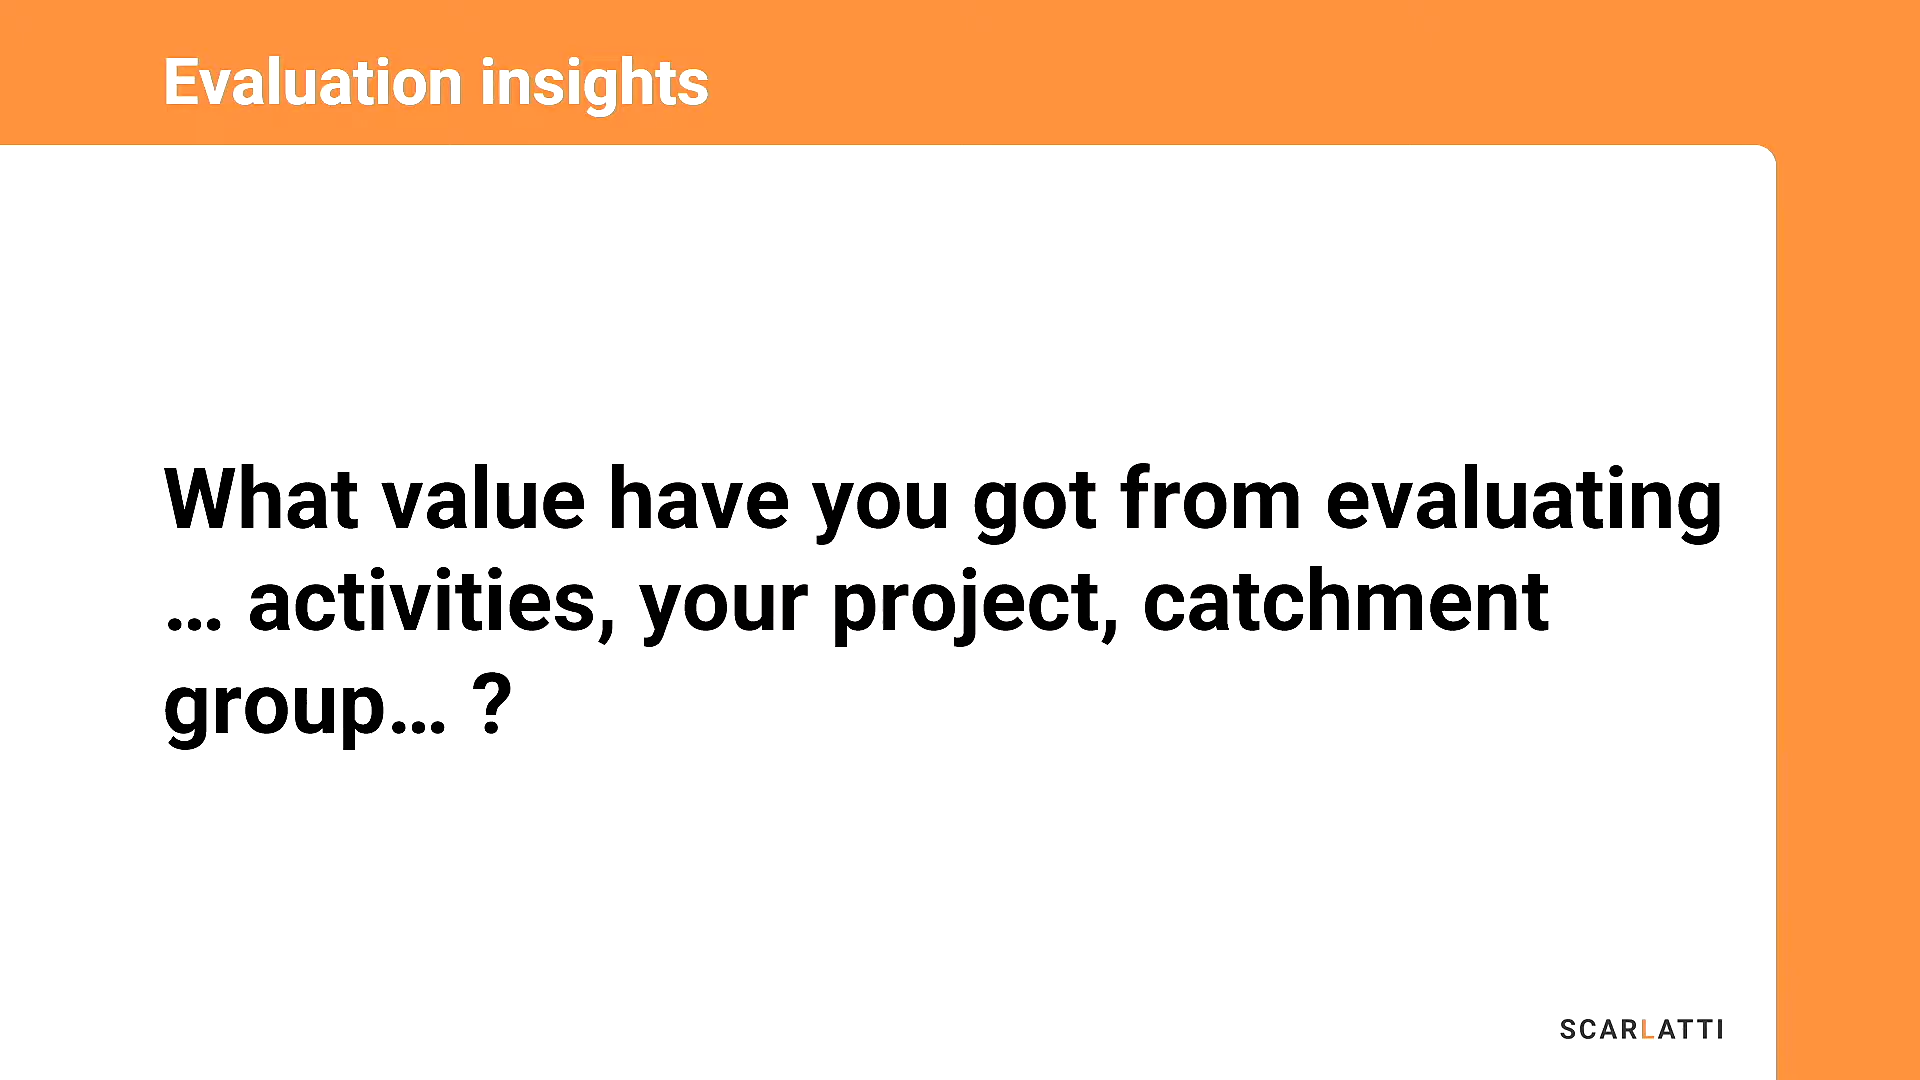 Evaluation insights
What value have you got from evaluating
… activities, your project, catchment
group… ?
SCARLATTI